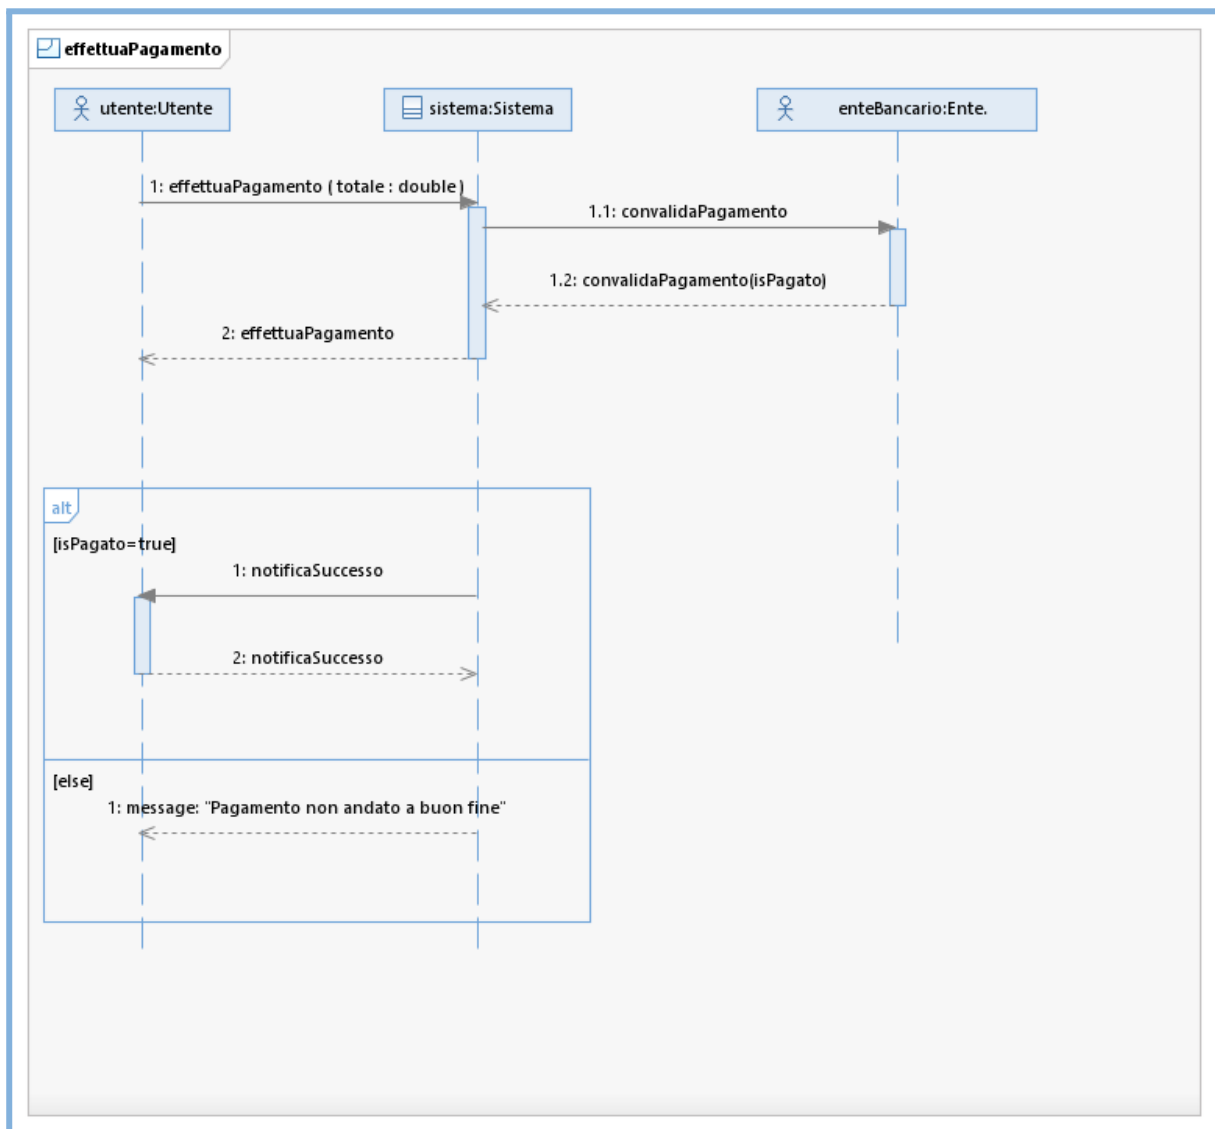 effettuaPagamento
utente:Utente
sistema:Sistema
enteBancario:Ente.
1: effettuaPagamento ( totale : double )
1.1: convalidaPagamento
1.2: convalidaPagamento(isPagato)
2: effettuaPagamento
alt
[isPagato=true]
1: notificaSuccesso
2: notificaSuccesso
[else]
1: message: "Pagamento non andato a buon fine"